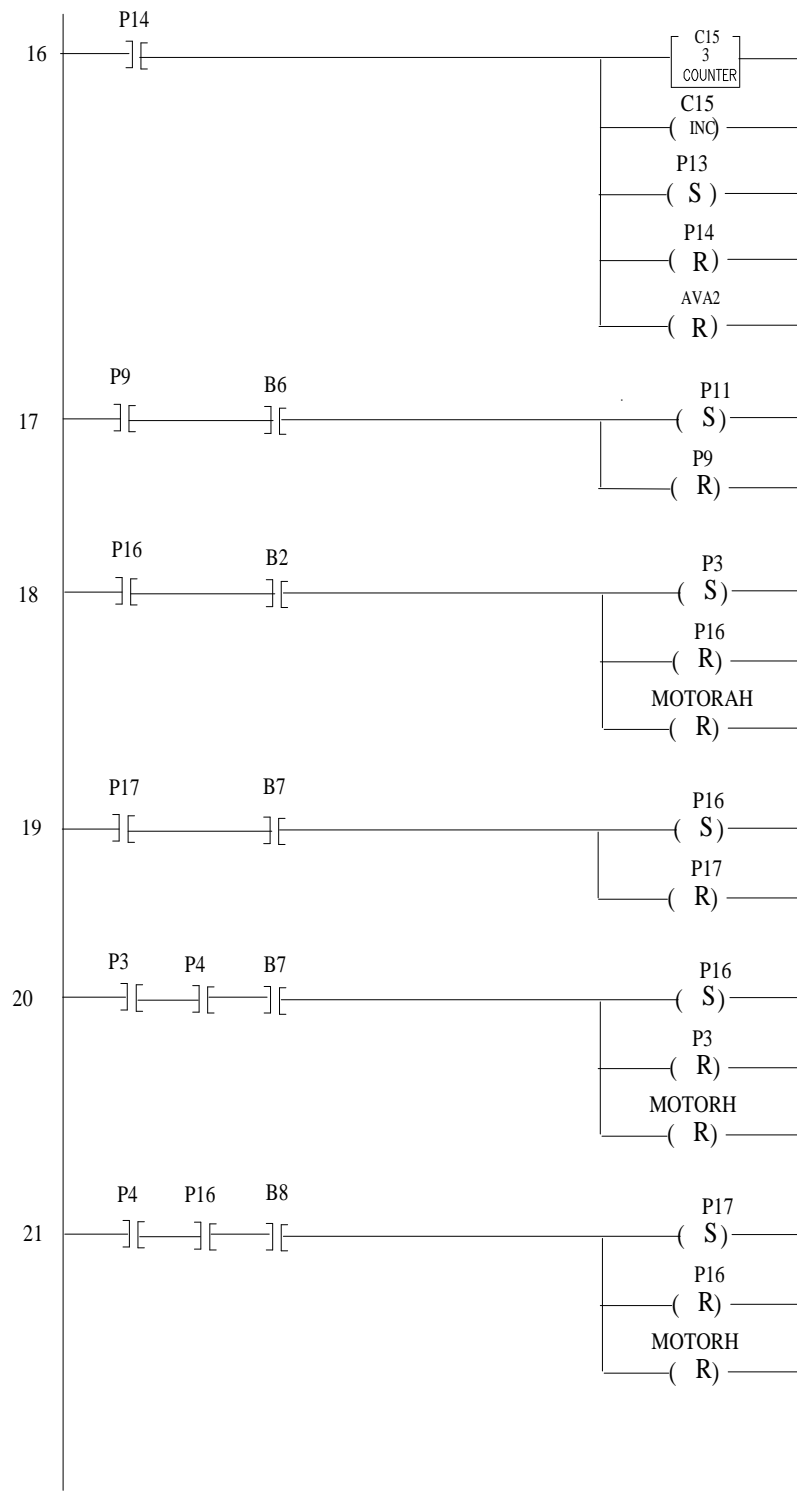 P14
16
C15
3
COUNTER
C15
( INC)
P13
( S )
P14
( R )
AVA2
( R )
P9 B6 P11
17 ( S )
P9
( R )
P16 B2 P3
18 ( S )
P16
( R )
MOTORAH
( R )
P17 B7 P16
19 ( S )
P17
( R )
P3 P4 B7 P16
20 ( S )
P3
( R )
MOTORH
( R )
P4 P16 B8 P17
21 ( S )
P16
( R )
MOTORH
( R )